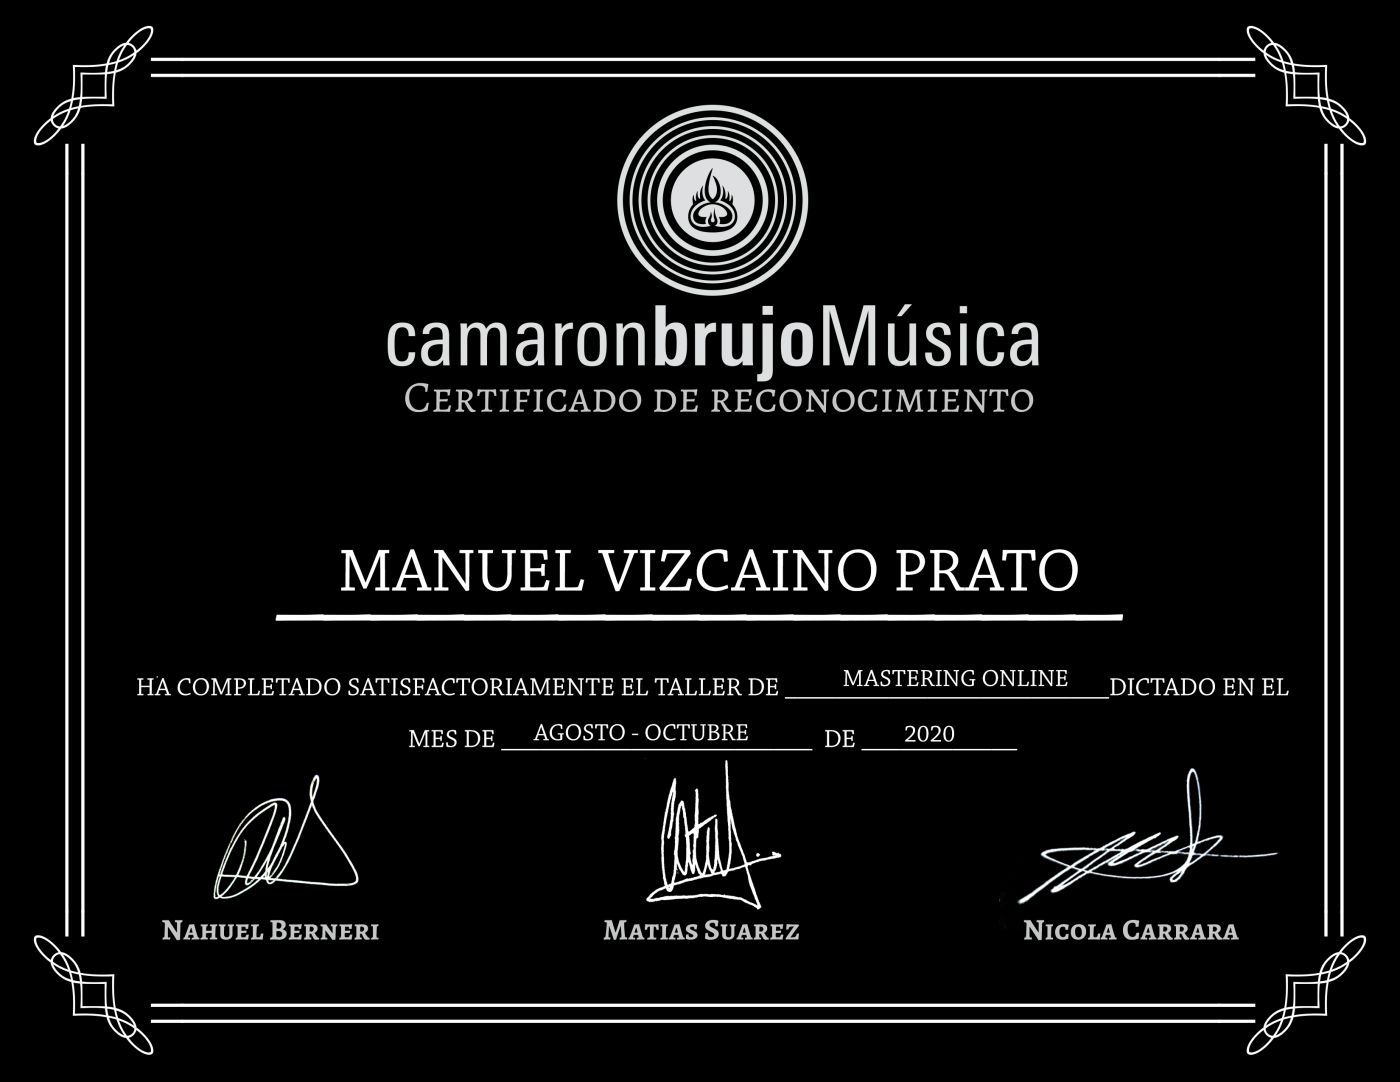 camaronbrujoMúsica
Certificado de reconocimiento
MANUEL VIZCAINO PRATO
HA COMPLETADO SATISFACTORIAMENTE EL TALLER DE MASTERING ONLINE DICTADO EN EL
MES DE AGOSTO - OCTUBRE DE 2020
Nahuel Berneri Matias Suarez Nicola Carrara